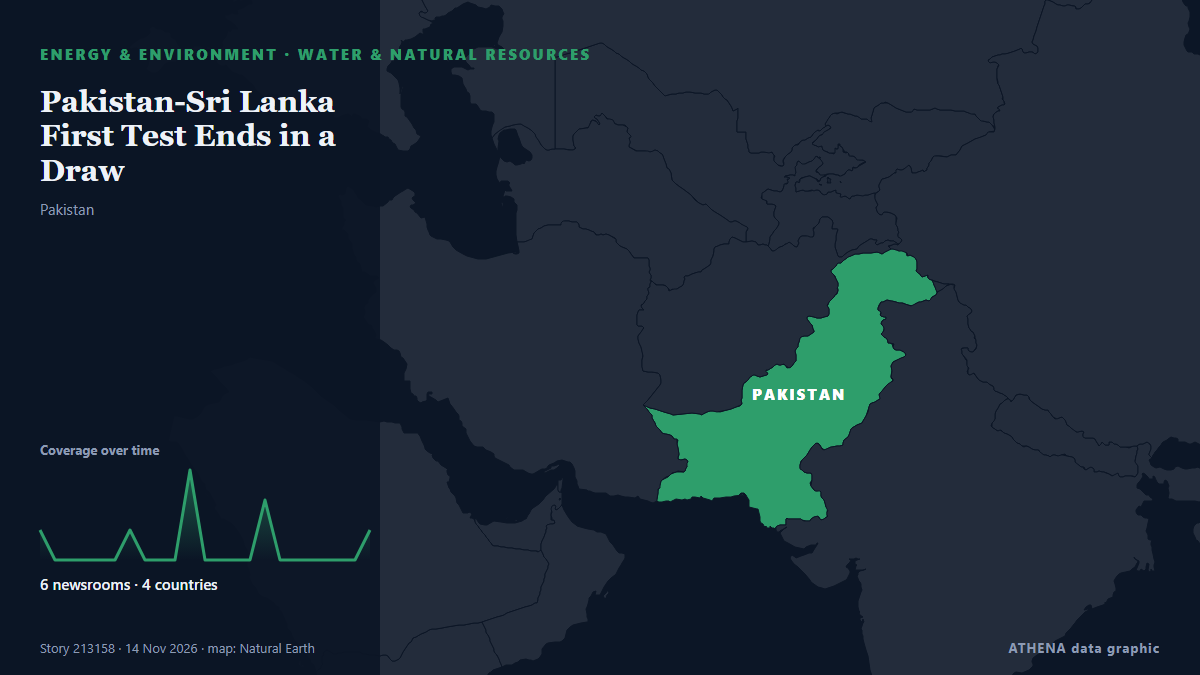 ENERGY & ENVIRONMENT · WATER & NATURAL RESOURCES
Pakistan-Sri Lanka
First Test Ends in a
Draw
Pakistan
PAKISTAN
Coverage over time
6 newsrooms · 4 countries
Story 213158 · 14 Nov 2026 · map: Natural Earth
ATHENA data graphic